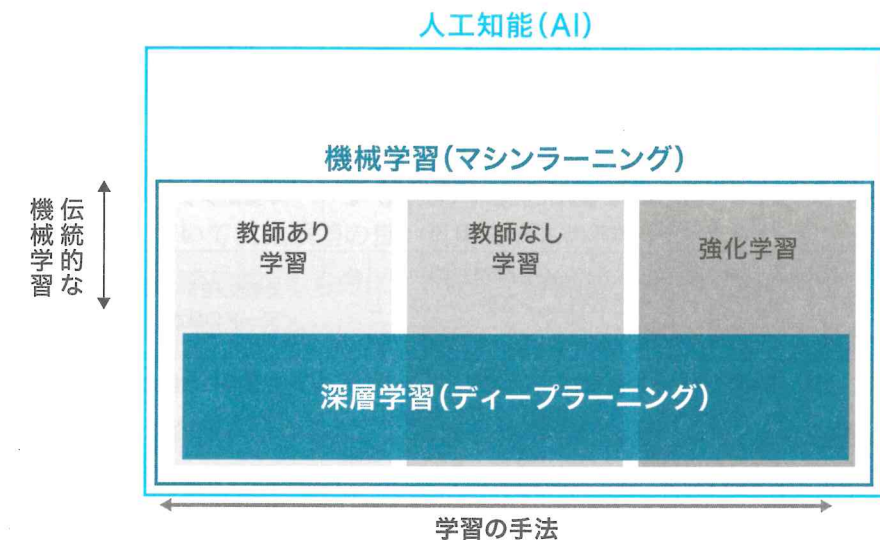 人工知能(AI)
機械学習(マシンラーニング)
伝統的な
機械学習
教師あり
学習
教師なし
学習
強化学習
深層学習(ディープラーニング)
学習の手法